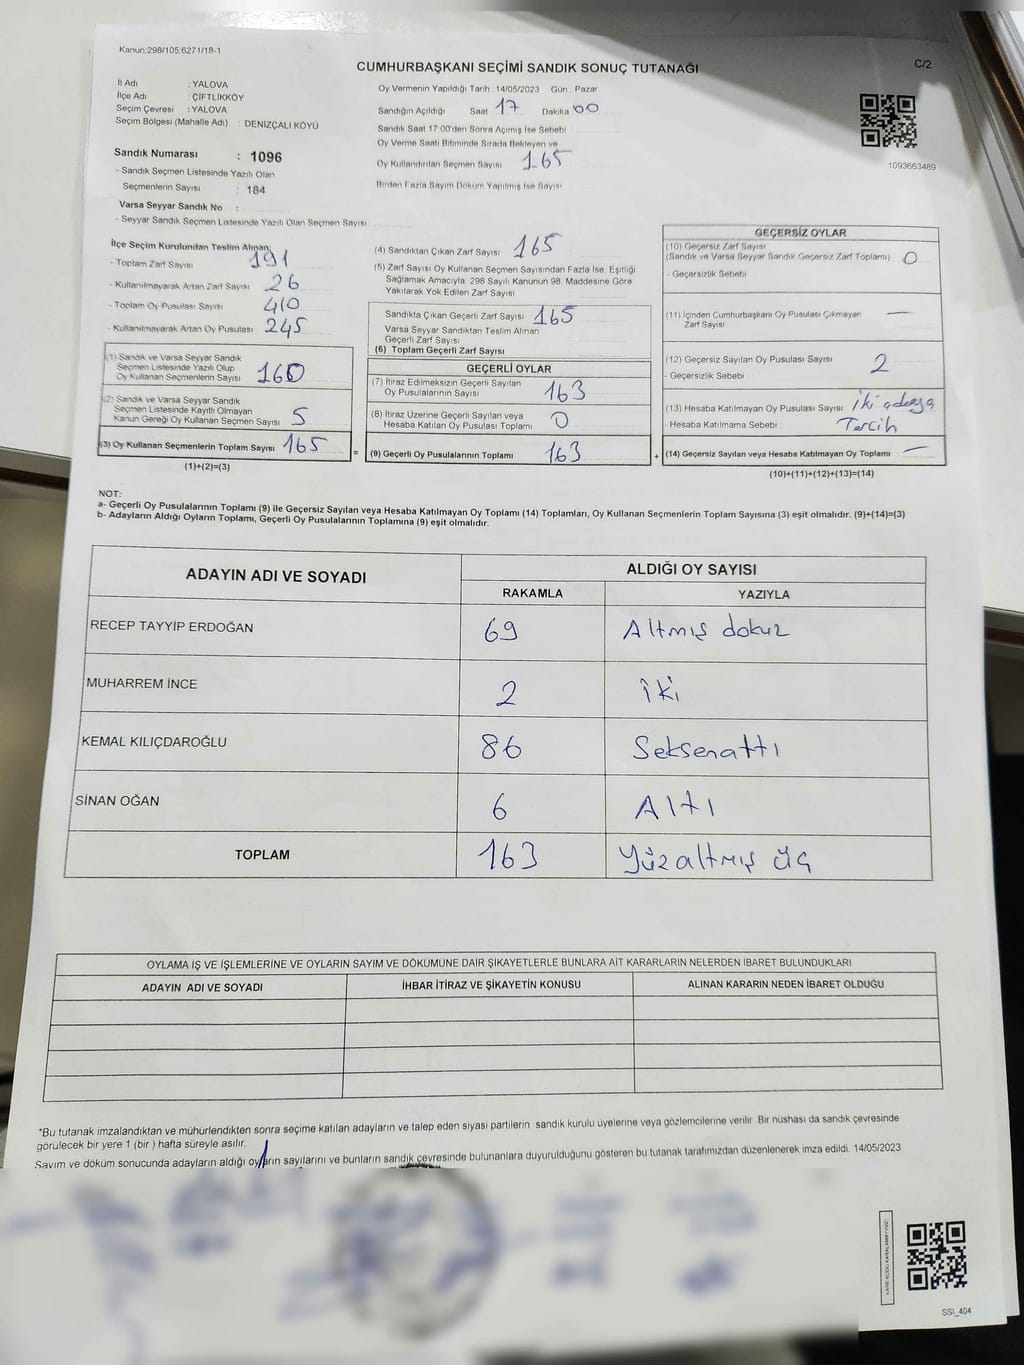 Kanun:298/105,6271/18-1
CUMHURBAŞKANI SEÇİMİ SANDIK SONUÇ TUTANAĞI
C/2
İl Adı : YALOVA
İlçe Adı : ÇİFTLİKKÖY
Seçim Çevresi : YALOVA
Seçim Bölgesi (Mahalle Adı) : DENİZÇALI KÖYÜ
Sandık Numarası : 1096
- Sandık Seçmen Listesinde Yazılı Olan
Seçmenlerin Sayısı : 184
Varsa Seyyar Sandık No :
- Seyyar Sandık Seçmen Listesinde Yazılı Olan Seçmen Sayısı
Oy Vermenin Yapıldığı Tarih : 14/05/2023 Gün : Pazar
Sandığın Açıldığı Saat 17 Dakika 00
Sandık Saat 17:00'den Sonra Açmış İse Sebebi
Oy Verme Saati Bitiminde Sırada Bekleyen ve
Oy Kullandırılan Seçmen Sayısı 165
Birden Fazla Sayım Döküm Yapılmış İse Sayısı
1093663489
İlçe Seçim Kurulundan Teslim Alınan;
- Toplam Zarf Sayısı 191
- Kullanılmayarak Artan Zarf Sayısı 26
- Toplam Oy Pusulası Sayısı 410
- Kullanılmayarak Artan Oy Pusulası 245
(1) Sandık ve Varsa Seyyar Sandık
Seçmen Listesinde Yazılı Olup
Oy Kullanan Seçmenlerin Sayısı 160
(2) Sandık ve Varsa Seyyar Sandık
Seçmen Listesinde Kayıtlı Olmayan
Kanun Gereği Oy Kullanan Seçmen Sayısı 5
(3) Oy Kullanan Seçmenlerin Toplam Sayısı 165 =
(1)+(2)=(3)
(4) Sandıktan Çıkan Zarf Sayısı 165
(5) Zarf Sayısı Oy Kullanan Seçmen Sayısından Fazla İse, Eşitliği
Sağlamak Amacıyla; 298 Sayılı Kanunun 98. Maddesine Göre
Yakılarak Yok Edilen Zarf Sayısı
Sandıkta Çıkan Geçerli Zarf Sayısı 165
Varsa Seyyar Sandıktan Teslim Alınan
Geçerli Zarf Sayısı
(6) Toplam Geçerli Zarf Sayısı
GEÇERLİ OYLAR
(7) İtiraz Edilmeksizin Geçerli Sayılan
Oy Pusulalarının Sayısı 163
(8) İtiraz Üzerine Geçerli Sayılan veya
Hesaba Katılan Oy Pusulaları Toplamı 0
(9) Geçerli Oy Pusulalarının Toplamı 163 +
GEÇERSİZ OYLAR
(10) Geçersiz Zarf Sayısı
(Sandık ve Varsa Seyyar Sandık Geçersiz Zarf Toplamı) 0
- Geçersizlik Sebebi
(11) İçinden Cumhurbaşkanı Oy Pusulası Çıkmayan
Zarf Sayısı —
(12) Geçersiz Sayılan Oy Pusulası Sayısı 2
- Geçersizlik Sebebi
(13) Hesaba Katılmayan Oy Pusulası Sayısı iki adaya
- Hesaba Katılmama Sebebi Tercih
(14) Geçersiz Sayılan veya Hesaba Katılmayan Oy Toplamı —
(10)+(11)+(12)+(13)=(14)
NOT:
a- Geçerli Oy Pusulalarının Toplamı (9) ile Geçersiz Sayılan veya Hesaba Katılmayan Oy Toplamı (14) Toplamları, Oy Kullanan Seçmenlerin Toplam Sayısına (3) eşit olmalıdır. (9)+(14)=(3)
b- Adayların Aldığı Oyların Toplamı, Geçerli Oy Pusulalarının Toplamına (9) eşit olmalıdır.
ADAYIN ADI VE SOYADI
ALDIĞI OY SAYISI
RAKAMLA YAZIYLA
RECEP TAYYİP ERDOĞAN 69 Altmış dokuz
MUHARREM İNCE 2 iki
KEMAL KILIÇDAROĞLU 86 Seksenattı
SİNAN OĞAN 6 Altı
TOPLAM 163 Yüzaltmış üç
OYLAMA İŞ VE İŞLEMLERİNE VE OYLARIN SAYIM VE DÖKÜMÜNE DAİR ŞİKAYETLERLE BUNLARA AİT KARARLARIN NELERDEN İBARET BULUNDUKLARI
ADAYIN ADI VE SOYADI İHBAR İTİRAZ VE ŞİKAYETİN KONUSU ALINAN KARARIN NEDEN İBARET OLDUĞU
*Bu tutanak imzalandıktan ve mühürlendikten sonra seçime katılan adayların ve talep eden siyasi partilerin sandık kurulu üyelerine veya gözlemcilerine verilir. Bir nüshası da sandık çevresinde
görülecek bir yere 1 (bir ) hafta süreyle asılır.
Sayım ve döküm sonucunda adayların aldığı oyların sayılarını ve bunların sandık çevresinde bulunanlara duyurulduğunu gösteren bu tutanak tarafımızdan düzenlenerek imza edildi. 14/05/2023
SSI_404